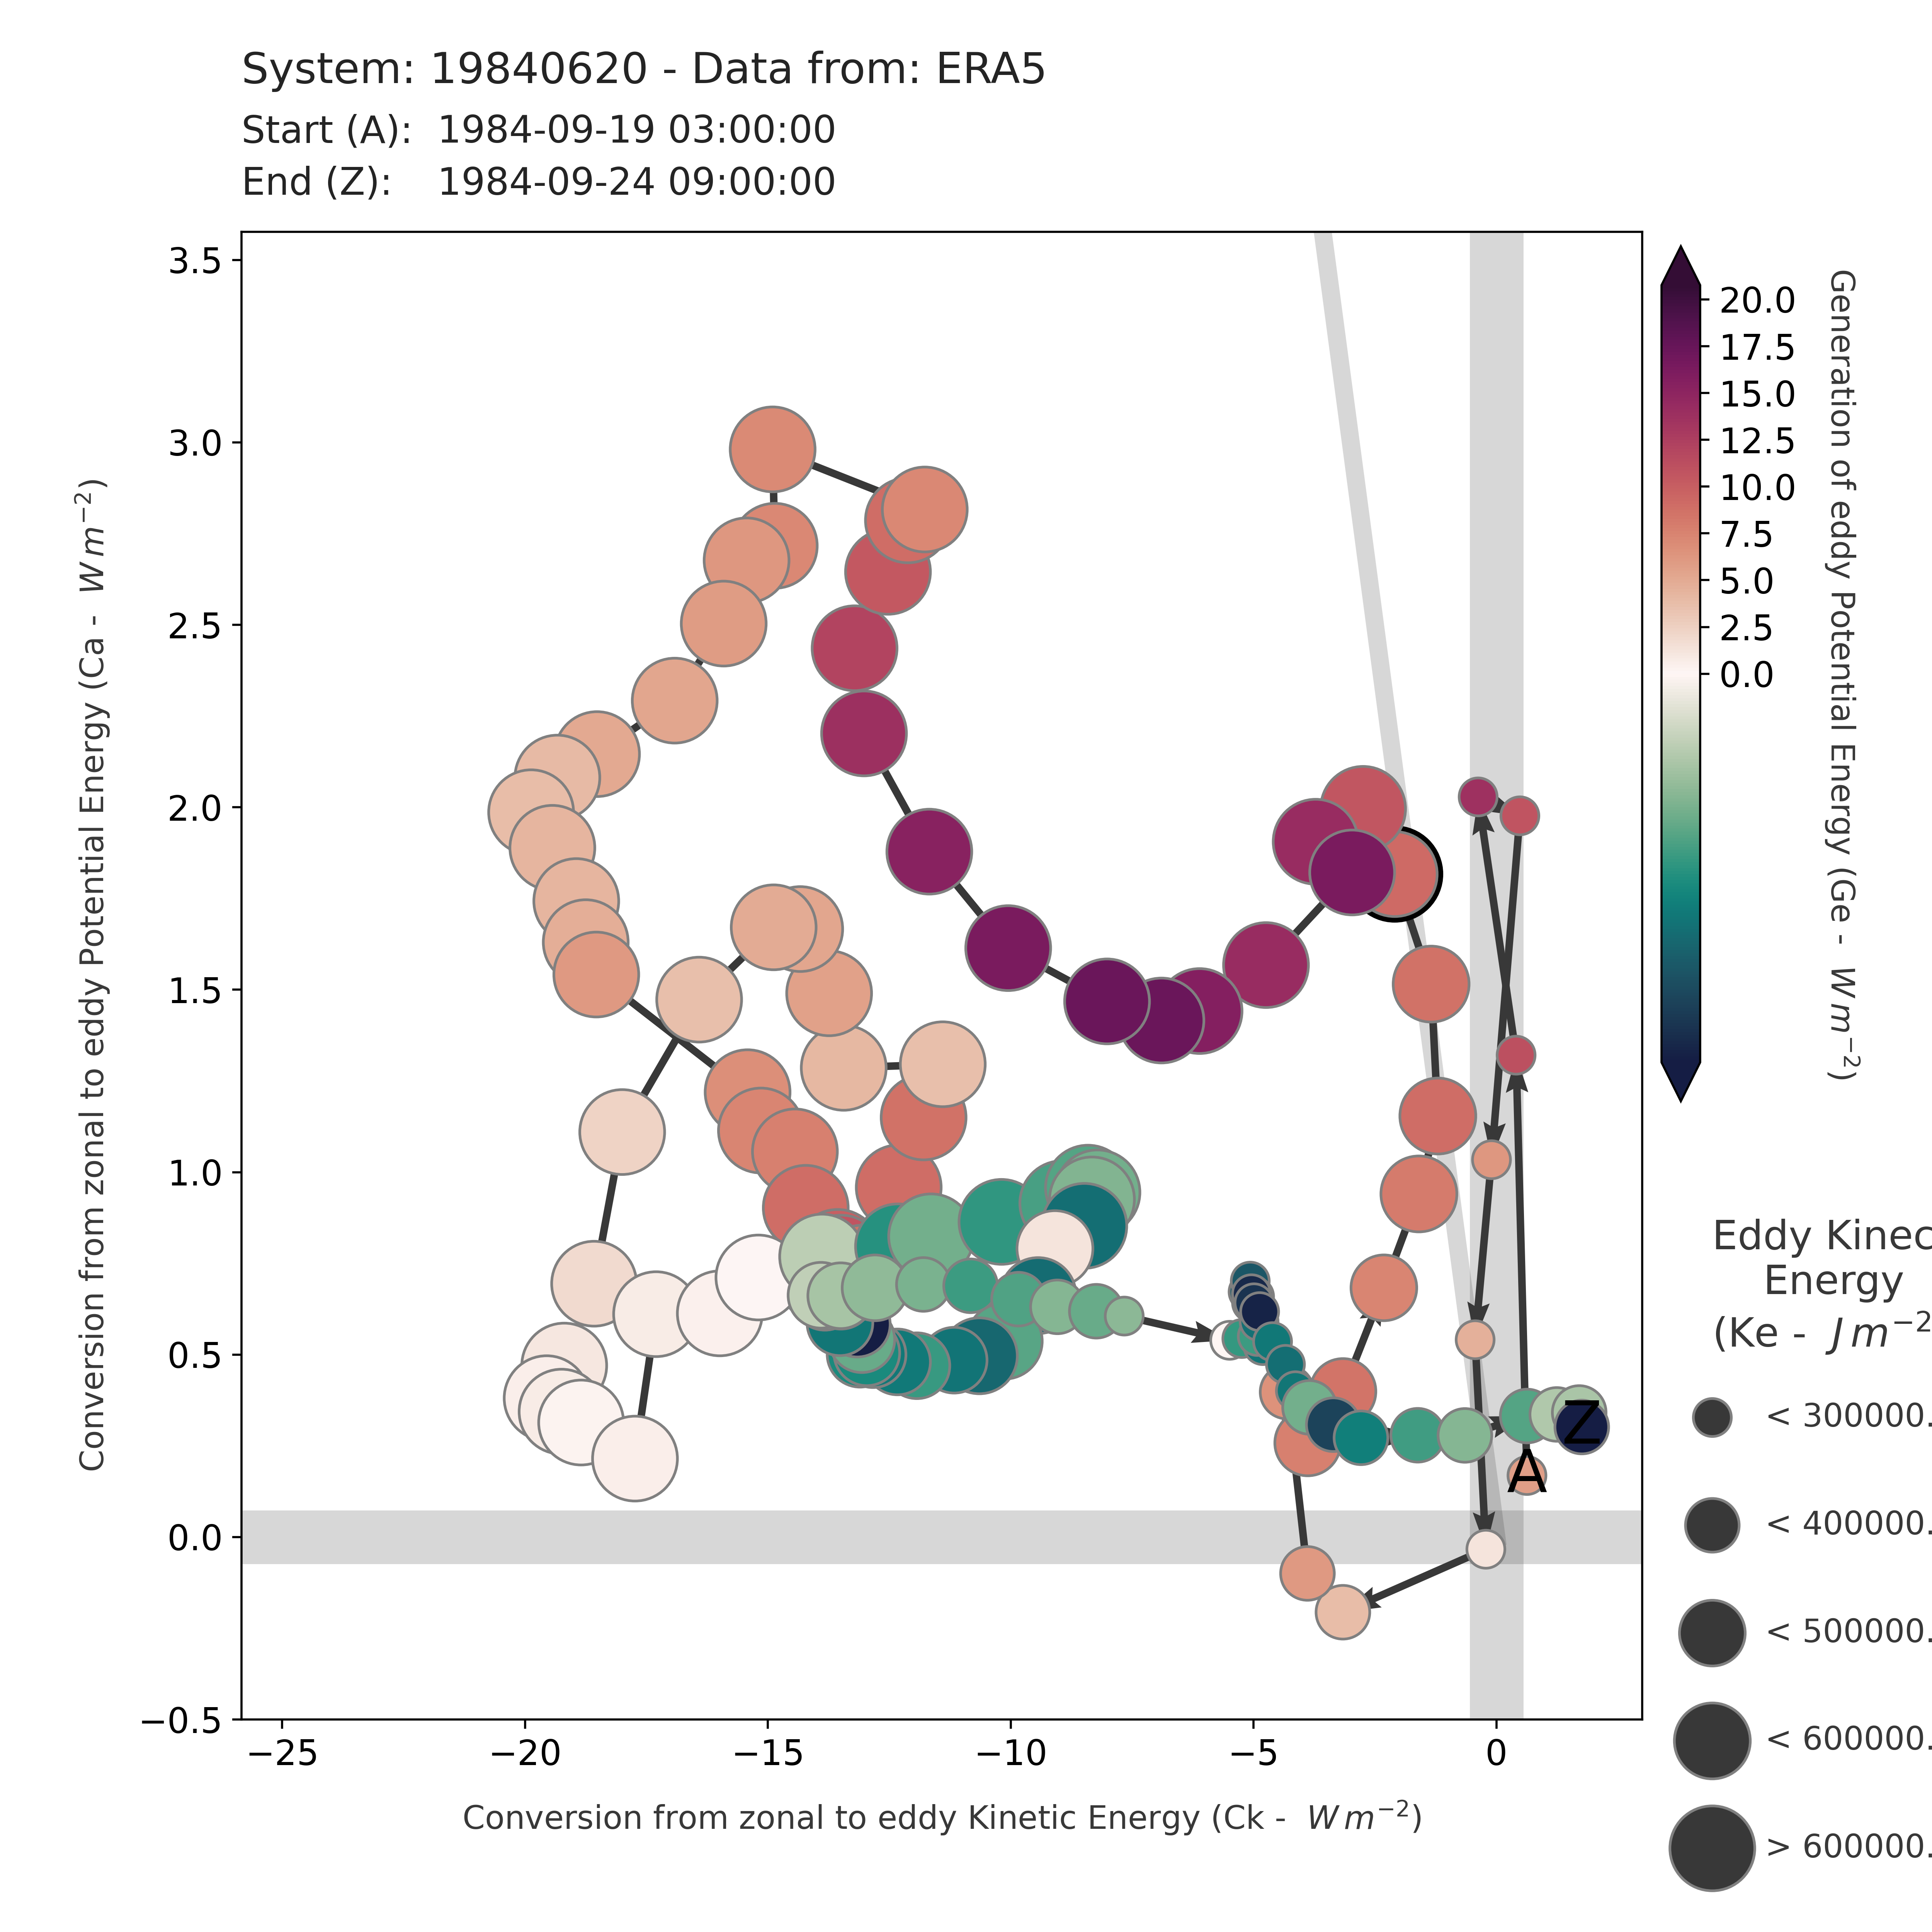 System: 19840620 - Data from: ERA5
Start (A): 1984-09-19 03:00:00
End (Z): 1984-09-24 09:00:00
3.5
3.0
2.5
2.0
1.5
1.0
0.5
0.0
−0.5
Conversion from zonal to eddy Potential Energy (Ca - W m−2)
−25
−20
−15
−10
−5
0
Conversion from zonal to eddy Kinetic Energy (Ck - W m−2)
A
Z
20.0
17.5
15.0
12.5
10.0
7.5
5.0
2.5
0.0
Generation of eddy Potential Energy (Ge - W m−2)
Eddy Kinec
Energy
(Ke - J m−2
< 300000.
< 400000.
< 500000.
< 600000.
> 600000.